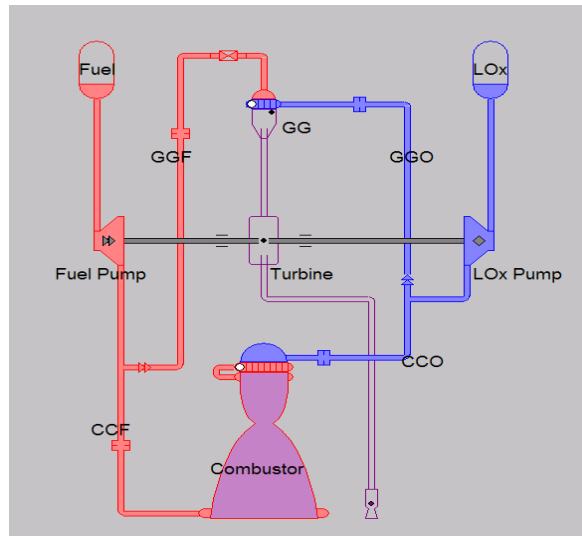 Fuel
LOx
GG
GGF
GGO
Fuel Pump
Turbine
LOx Pump
CCO
CCF
Combustor